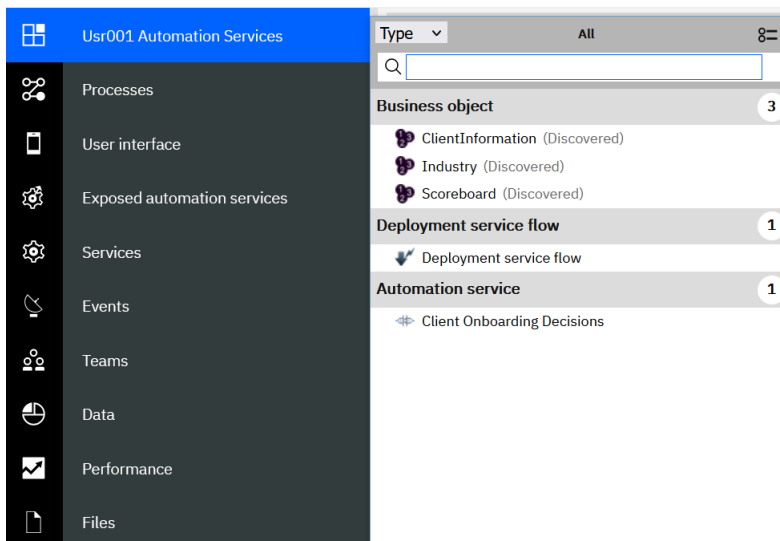 Usr001 Automation Services
Processes
User interface
Exposed automation services
Services
Events
Teams
Data
Performance
Files
Type All
Business object 3
ClientInformation (Discovered)
Industry (Discovered)
Scoreboard (Discovered)
Deployment service flow 1
Deployment service flow
Automation service 1
Client Onboarding Decisions